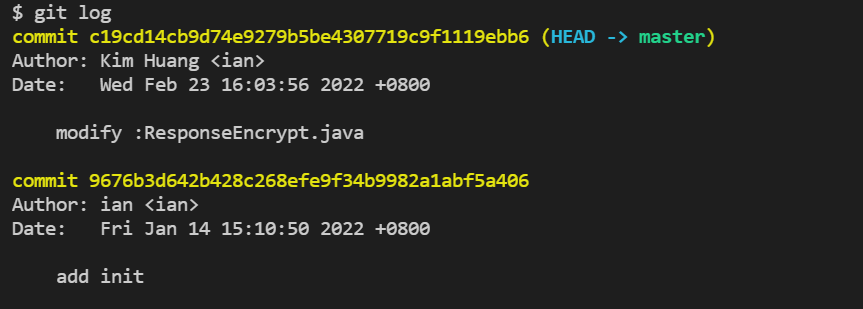 $ git log
commit c19cd14cb9d74e9279b5be4307719c9f1119ebb6 (HEAD -> master)
Author: Kim Huang <ian>
Date:   Wed Feb 23 16:03:56 2022 +0800
modify :ResponseEncrypt.java
commit 9676b3d642b428c268efe9f34b9982a1abf5a406
Author: ian <ian>
Date:   Fri Jan 14 15:10:50 2022 +0800
add init